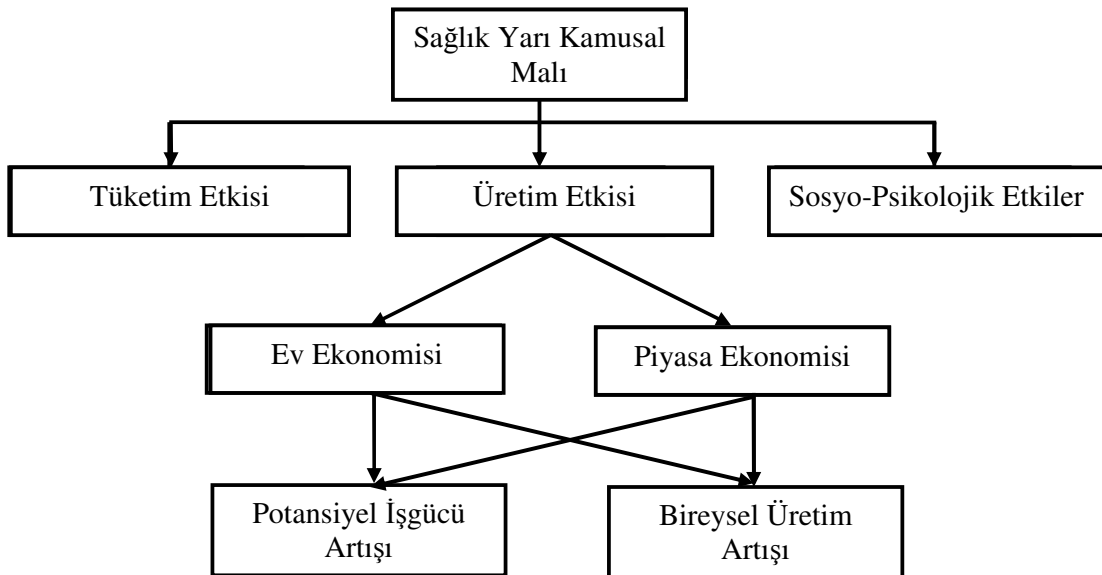 Sağlık Yarı Kamusal
Malı
Tüketim Etkisi
Üretim Etkisi
Sosyo-Psikolojik Etkiler
Ev Ekonomisi
Piyasa Ekonomisi
Potansiyel İşgücü
Artışı
Bireysel Üretim
Artışı